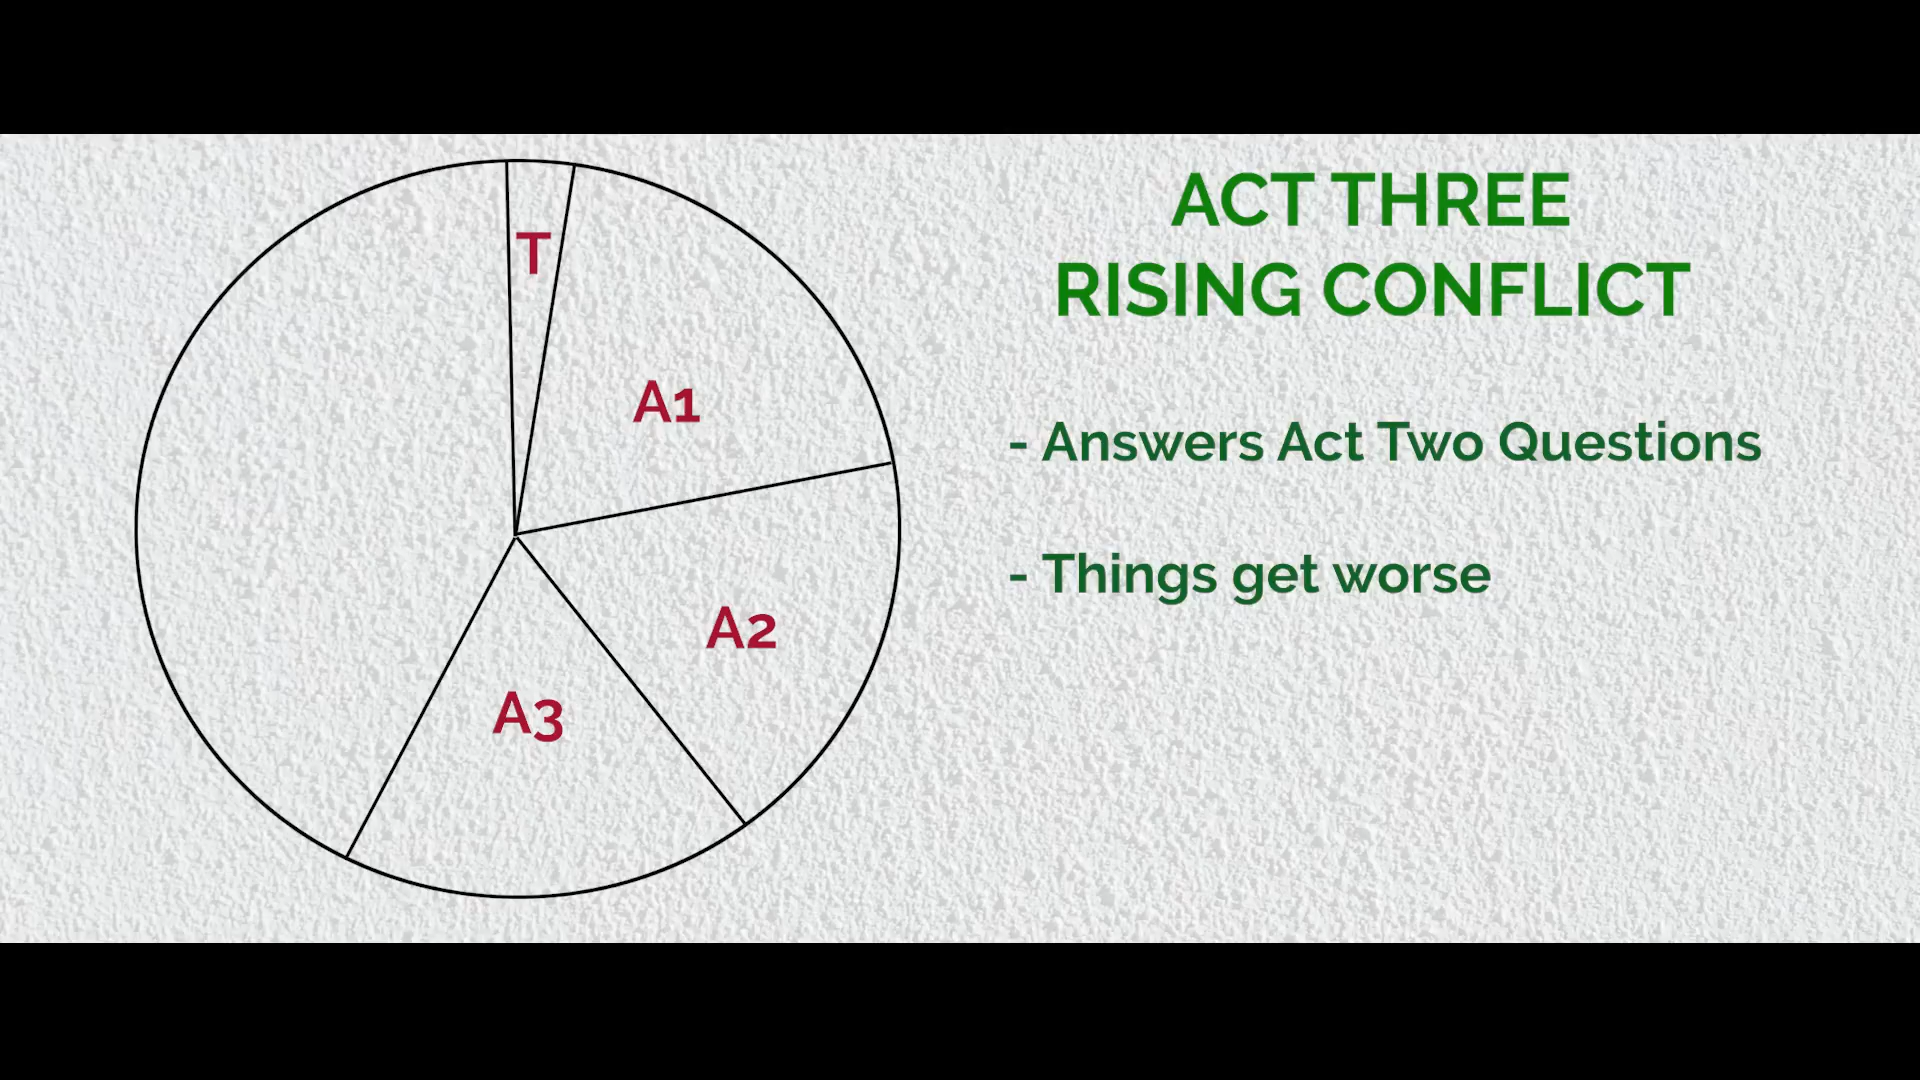 T
A1
A2
A3
ACT THREE
RISING CONFLICT
- Answers Act Two Questions
- Things get worse